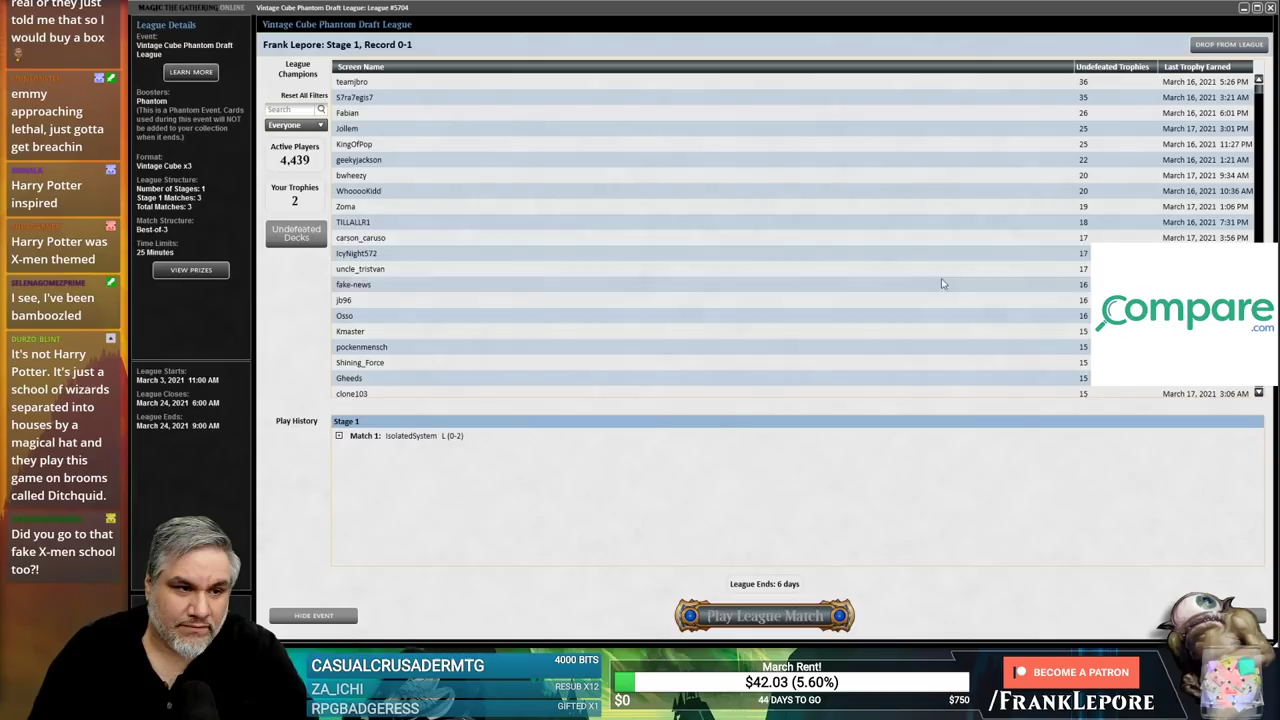 real or they just
told me that so I
would buy a box
emmy
approaching
lethal, just gotta
get breachin
Harry Potter
inspired
Harry Potter was
X-men themed
SELENAGOMEZPRIME
I see, I've been
bamboozled
DURZO BLINT
It's not Harry
Potter. It's just a
school of wizards
separated into
houses by a
magical hat and
they play this
game on brooms
called Ditchquid.
Did you go to that
fake X-men school
too?!
MAGIC THE GATHERING ONLINE
Vintage Cube Phantom Draft League: League #5704
League Details
Event:
Vintage Cube Phantom Draft
League
LEARN MORE
Boosters:
Phantom
(This is a Phantom Event. Cards
used during this event will NOT
be added to your collection
when it ends.)
Format:
Vintage Cube x3
League Structure:
Number of Stages: 1
Stage 1 Matches: 3
Total Matches: 3
Match Structure:
Best-of-3
Time Limits:
25 Minutes
VIEW PRIZES
League Starts:
March 3, 2021 11:00 AM
League Closes:
March 24, 2021 6:00 AM
League Ends:
March 24, 2021 9:00 AM
Vintage Cube Phantom Draft League
Frank Lepore: Stage 1, Record 0-1
DROP FROM LEAGUE
League
Champions
Reset All Filters
Search
Everyone
Active Players
4,439
Your Trophies
2
Undefeated
Decks
Screen Name Undefeated Trophies Last Trophy Earned
teamjbro 36 March 16, 2021 5:26 PM
S7ra7egis7 35 March 16, 2021 3:21 AM
Fabian 26 March 16, 2021 6:01 PM
Jollem 25 March 17, 2021 3:01 PM
KingOfPop 25 March 16, 2021 11:27 PM
geekyjackson 22 March 16, 2021 1:21 AM
bwheezy 20 March 17, 2021 9:34 AM
WhooooKidd 20 March 16, 2021 10:36 AM
Zoma 19 March 17, 2021 1:06 PM
TILLALLR1 18 March 16, 2021 7:31 PM
carson_caruso 17 March 17, 2021 3:56 PM
IcyNight572 17
uncle_tristvan 17
fake-news 16
jb96 16
Osso 16
Kmaster 15
pockenmensch 15
Shining_Force 15
Gheeds 15
clone103 15 March 17, 2021 3:06 AM
Compare
.com
Play History
Stage 1
Match 1: IsolatedSystem L (0-2)
League Ends: 6 days
HIDE EVENT
Play League Match
CASUALCRUSADERMTG 4000 BITS
ZA_ICHI RESUB X12
RPGBADGERESS GIFTED X1
March Rent!
$42.03 (5.60%)
$0 44 DAYS TO GO $750
BECOME A PATRON
/FRANKLEPORE